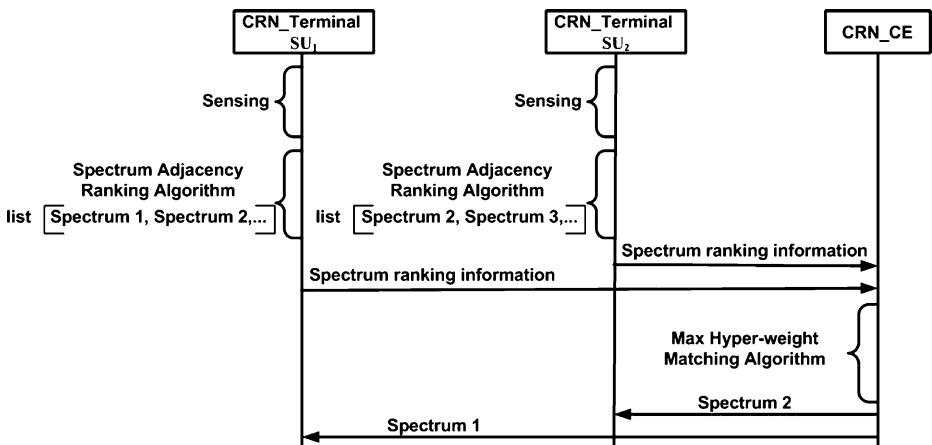 CRN_Terminal
SU1
CRN_Terminal
SU2
CRN_CE
Sensing
Sensing
Spectrum Adjacency
Ranking Algorithm
list [Spectrum 1, Spectrum 2,...]
Spectrum Adjacency
Ranking Algorithm
list [Spectrum 2, Spectrum 3,...]
Spectrum ranking information
Spectrum ranking information
Max Hyper-weight
Matching Algorithm
Spectrum 2
Spectrum 1